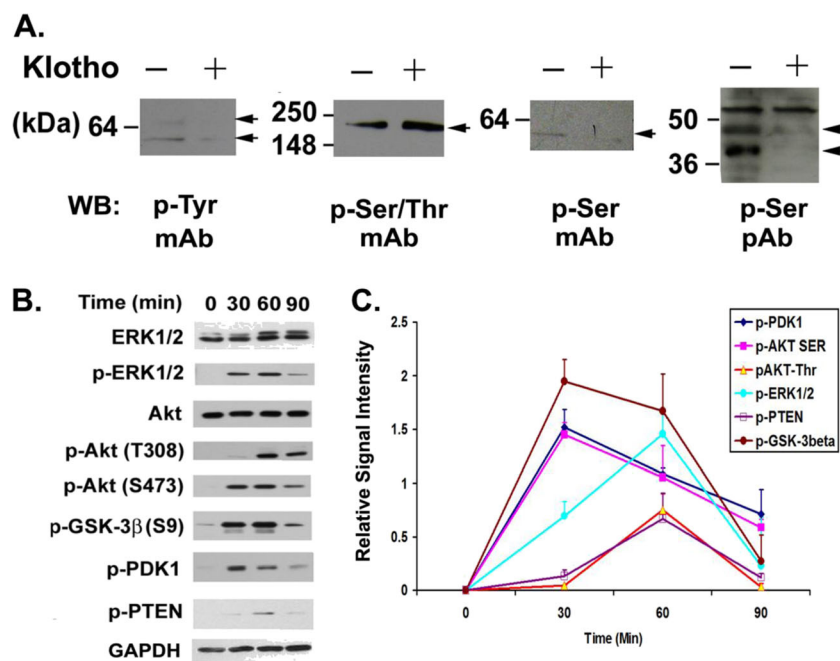 A.
Klotho − + − + − + − +
(kDa) 64 250 148 64 50 36
WB: p-Tyr mAb p-Ser/Thr mAb p-Ser mAb p-Ser pAb
B.
Time (min) 0 30 60 90
ERK1/2
p-ERK1/2
Akt
p-Akt (T308)
p-Akt (S473)
p-GSK-3β(S9)
p-PDK1
p-PTEN
GAPDH
C.
Relative Signal Intensity
2.5
2
1.5
1
0.5
0
0 30 60 90
Time (Min)
p-PDK1
p-AKT SER
pAKT-Thr
p-ERK1/2
p-PTEN
p-GSK-3beta